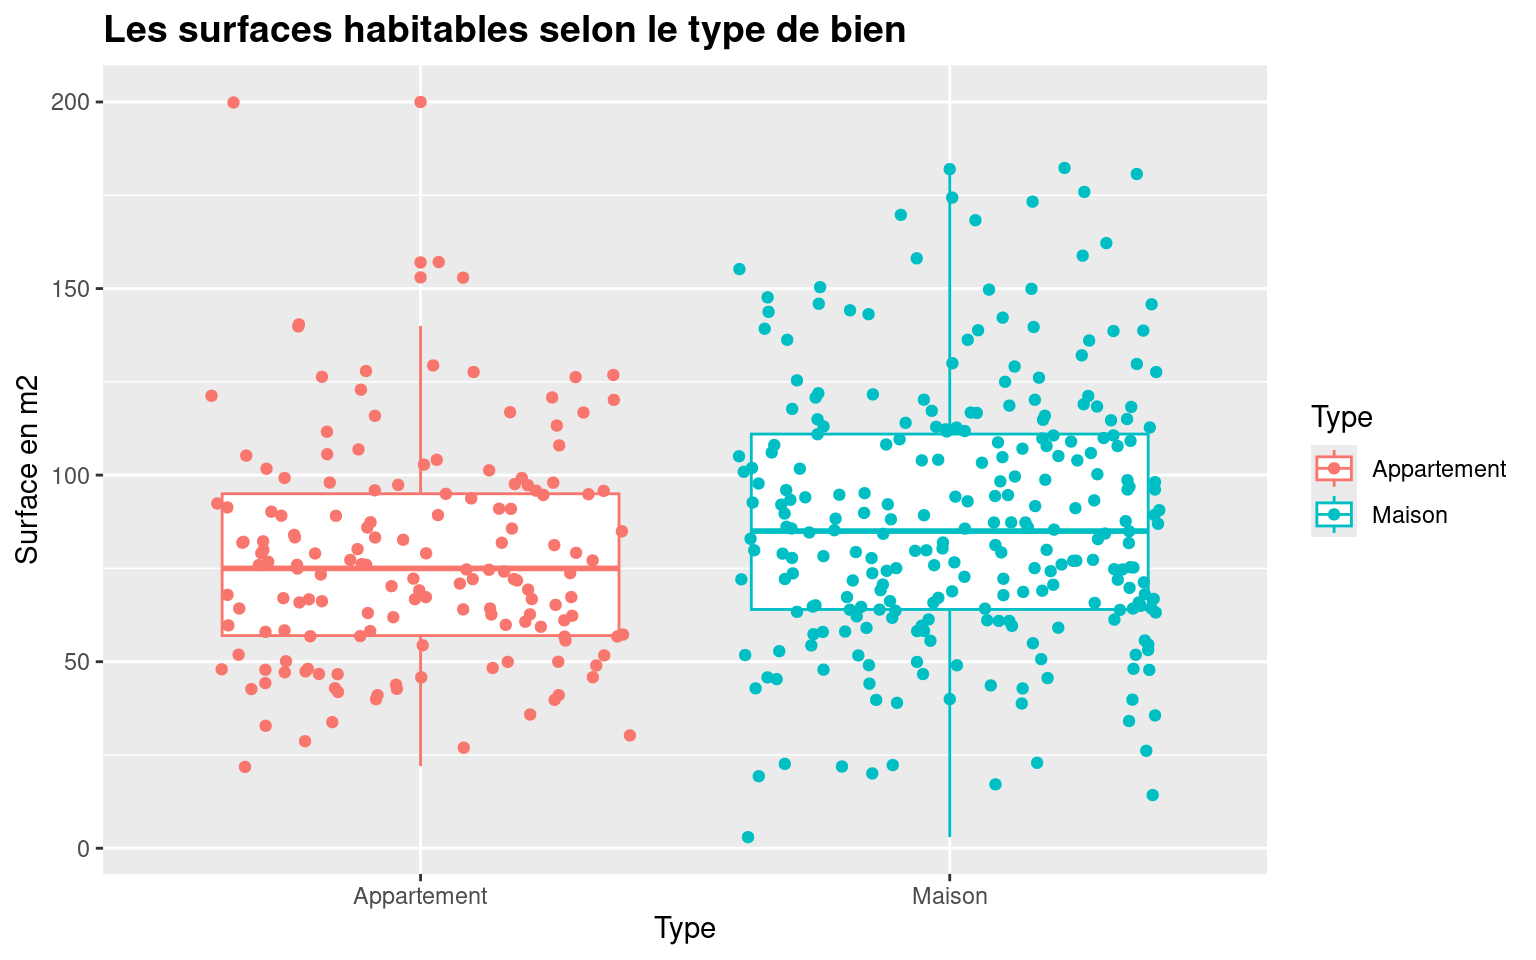 Les surfaces habitables selon le type de bien
Surface en m2
200
150
100
50
0
Appartement
Maison
Type
Type
Appartement
Maison